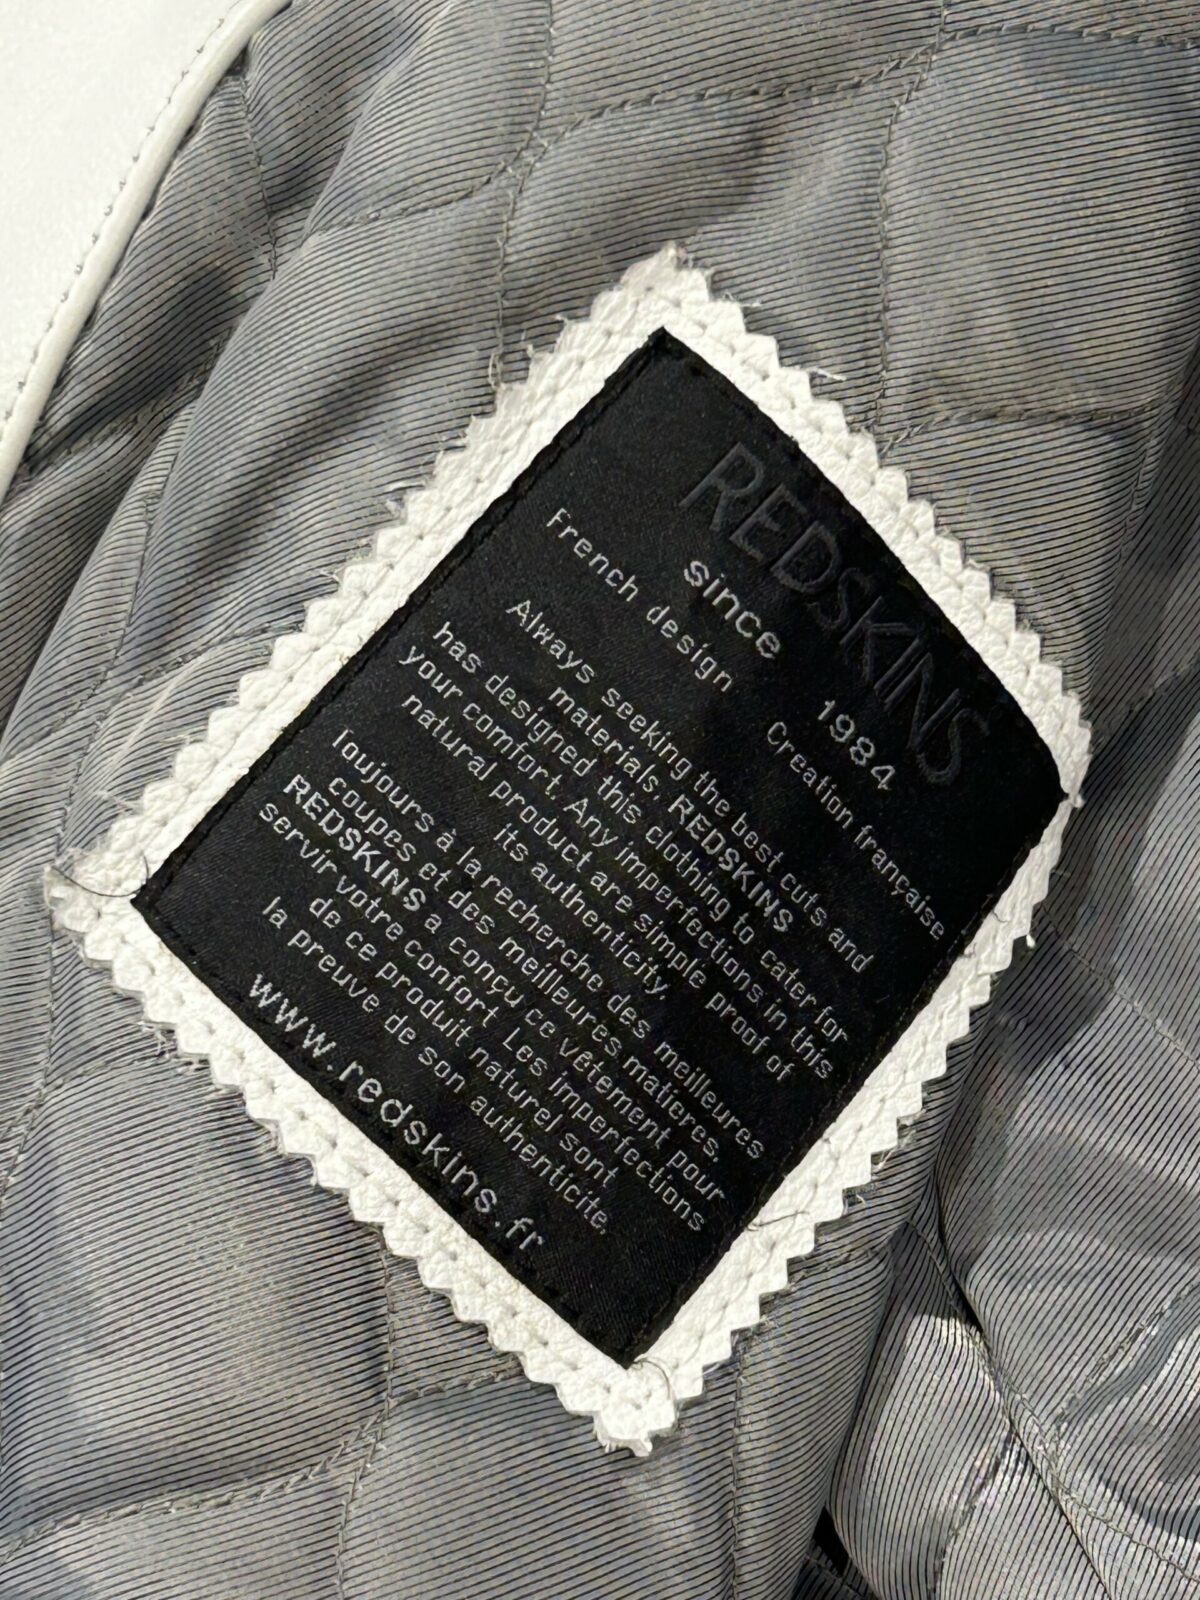 REDSKINS
since 1984
French design Creation française
Always seeking the best cuts and
materials REDSKINS
has designed this clothing to cater for
your comfort. Any imperfections in this
natural product are simple proof of
its authenticity.
Toujours à la recherche des meilleures
coupes et des meilleures matieres,
REDSKINS a conçu ce vetement pour
servir votre confort. Les imperfections
de ce produit naturel sont
la preuve de son authenticite.
www.redskins.fr